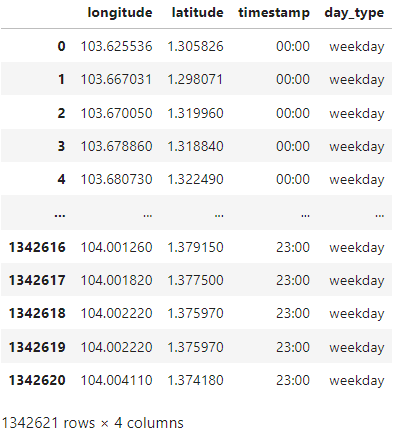 longitude latitude timestamp day_type
0 103.625536 1.305826 00:00 weekday
1 103.667031 1.298071 00:00 weekday
2 103.670050 1.319960 00:00 weekday
3 103.678860 1.318840 00:00 weekday
4 103.680730 1.322490 00:00 weekday
... ... ... ... ...
1342616 104.001260 1.379150 23:00 weekday
1342617 104.001820 1.377500 23:00 weekday
1342618 104.002220 1.375970 23:00 weekday
1342619 104.002220 1.375970 23:00 weekday
1342620 104.004110 1.374180 23:00 weekday
1342621 rows × 4 columns